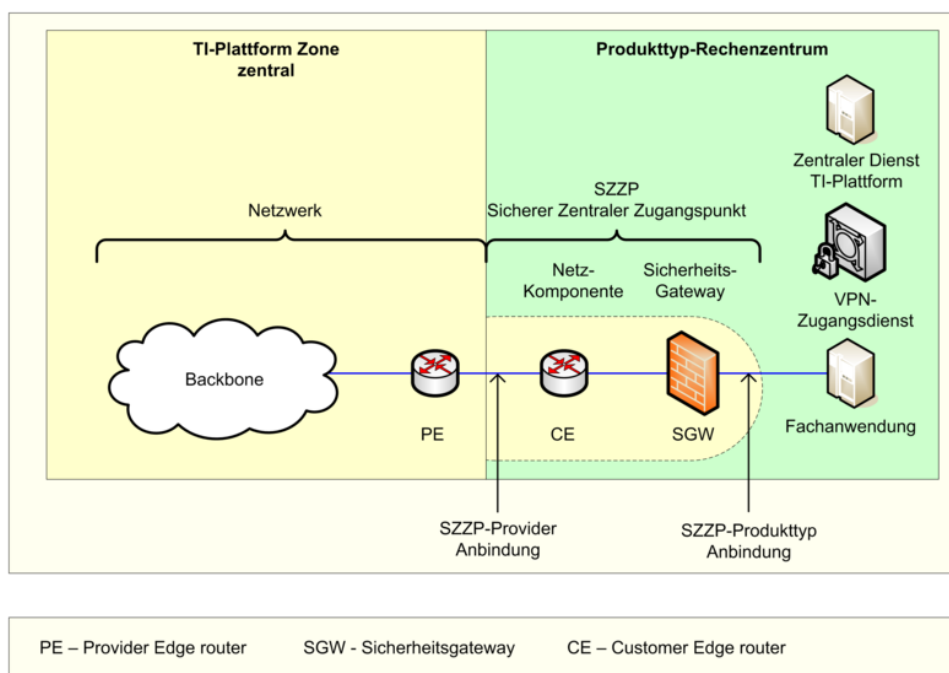 TI-Plattform Zone
zentral
Produkttyp-Rechenzentrum
Zentraler Dienst
TI-Plattform
Netzwerk
SZZP
Sicherer Zentraler Zugangspunkt
Netz-
Komponente
Sicherheits-
Gateway
VPN-
Zugangsdienst
Backbone
PE
CE
SGW
Fachanwendung
SZZP-Provider
Anbindung
SZZP-Produkttyp
Anbindung
PE – Provider Edge router
SGW - Sicherheitsgateway
CE – Customer Edge router